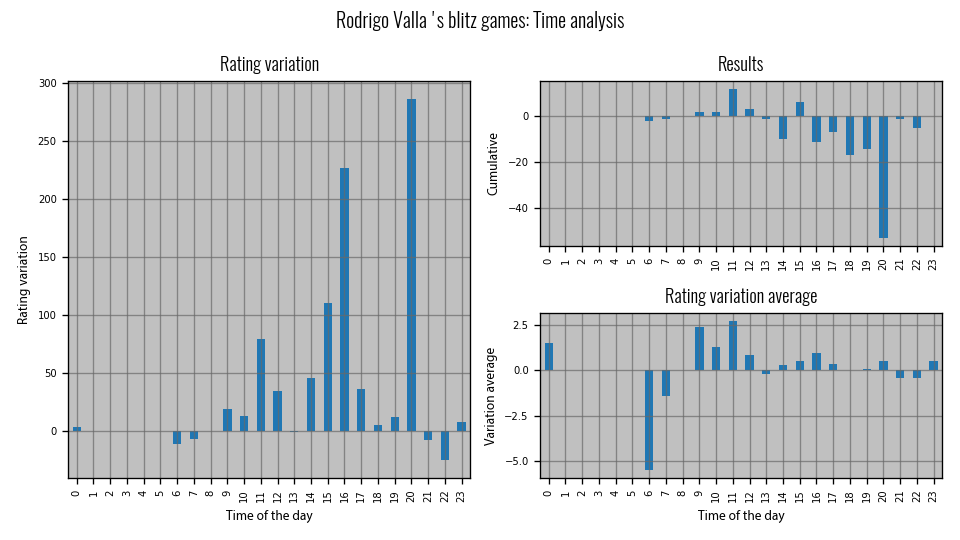 Rodrigo Valla 's blitz games: Time analysis
Rating variation
Rating variation
300
250
200
150
100
50
0
0 1 2 3 4 5 6 7 8 9 10 11 12 13 14 15 16 17 18 19 20 21 22 23
Time of the day
Results
Cumulative
0
−20
−40
0 1 2 3 4 5 6 7 8 9 10 11 12 13 14 15 16 17 18 19 20 21 22 23
Rating variation average
Variation average
2.5
0.0
−2.5
−5.0
0 1 2 3 4 5 6 7 8 9 10 11 12 13 14 15 16 17 18 19 20 21 22 23
Time of the day